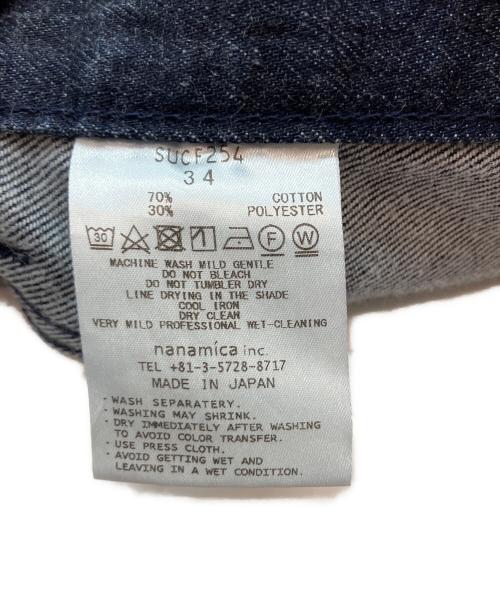 SUCF254
34
70% COTTON
30% POLYESTER
30 F W
MACHINE WASH MILD GENTLE
DO NOT BLEACH
DO NOT TUMBLER DRY
LINE DRYING IN THE SHADE
COOL IRON
DRY CLEAN
VERY MILD PROFESSIONAL WET-CLEANING
nanamica inc.
TEL +81-3-5728-8717
MADE IN JAPAN
・WASH SEPARATERY.
・WASHING MAY SHRINK.
・DRY IMMEDIATELY AFTER WASHING
TO AVOID COLOR TRANSFER.
・USE PRESS CLOTH.
・AVOID GETTING WET AND
LEAVING IN A WET CONDITION.